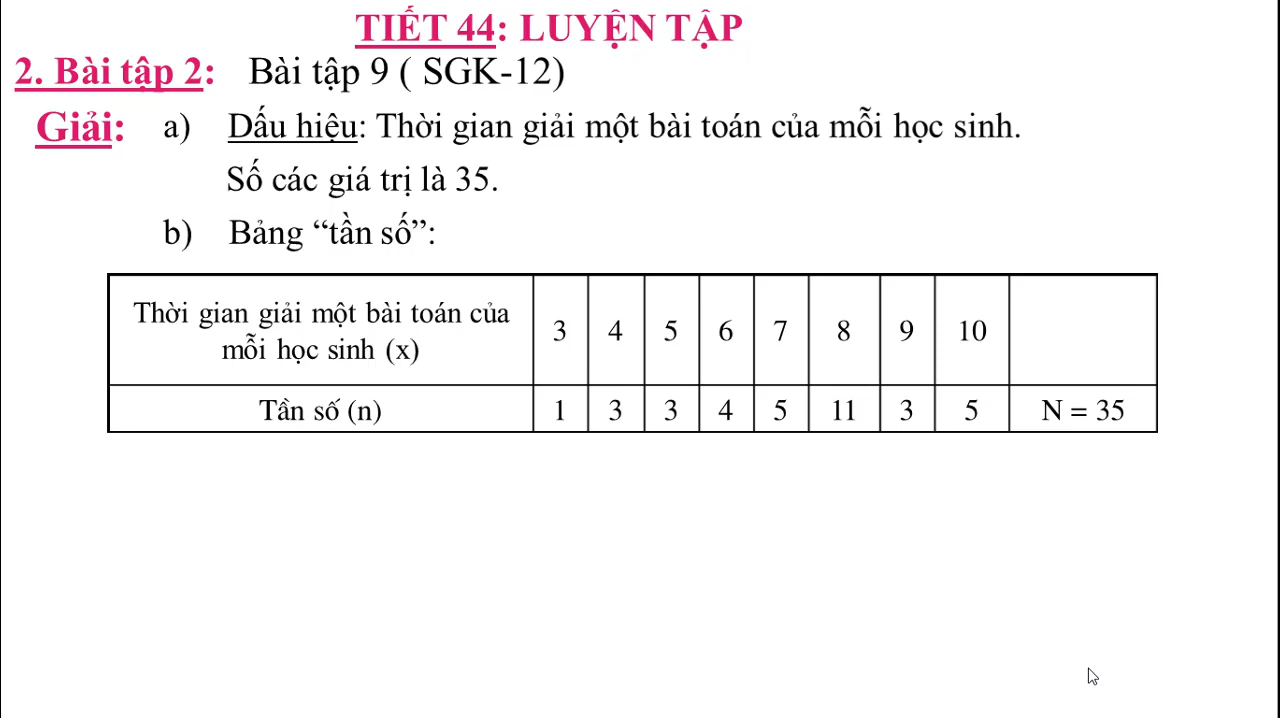 TIẾT 44: LUYỆN TẬP
2. Bài tập 2: Bài tập 9 ( SGK-12)
Giải: a) Dấu hiệu: Thời gian giải một bài toán của mỗi học sinh.
Số các giá trị là 35.
b) Bảng “tần số”:
Thời gian giải một bài toán của
mỗi học sinh (x) 3 4 5 6 7 8 9 10
Tần số (n) 1 3 3 4 5 11 3 5 N = 35